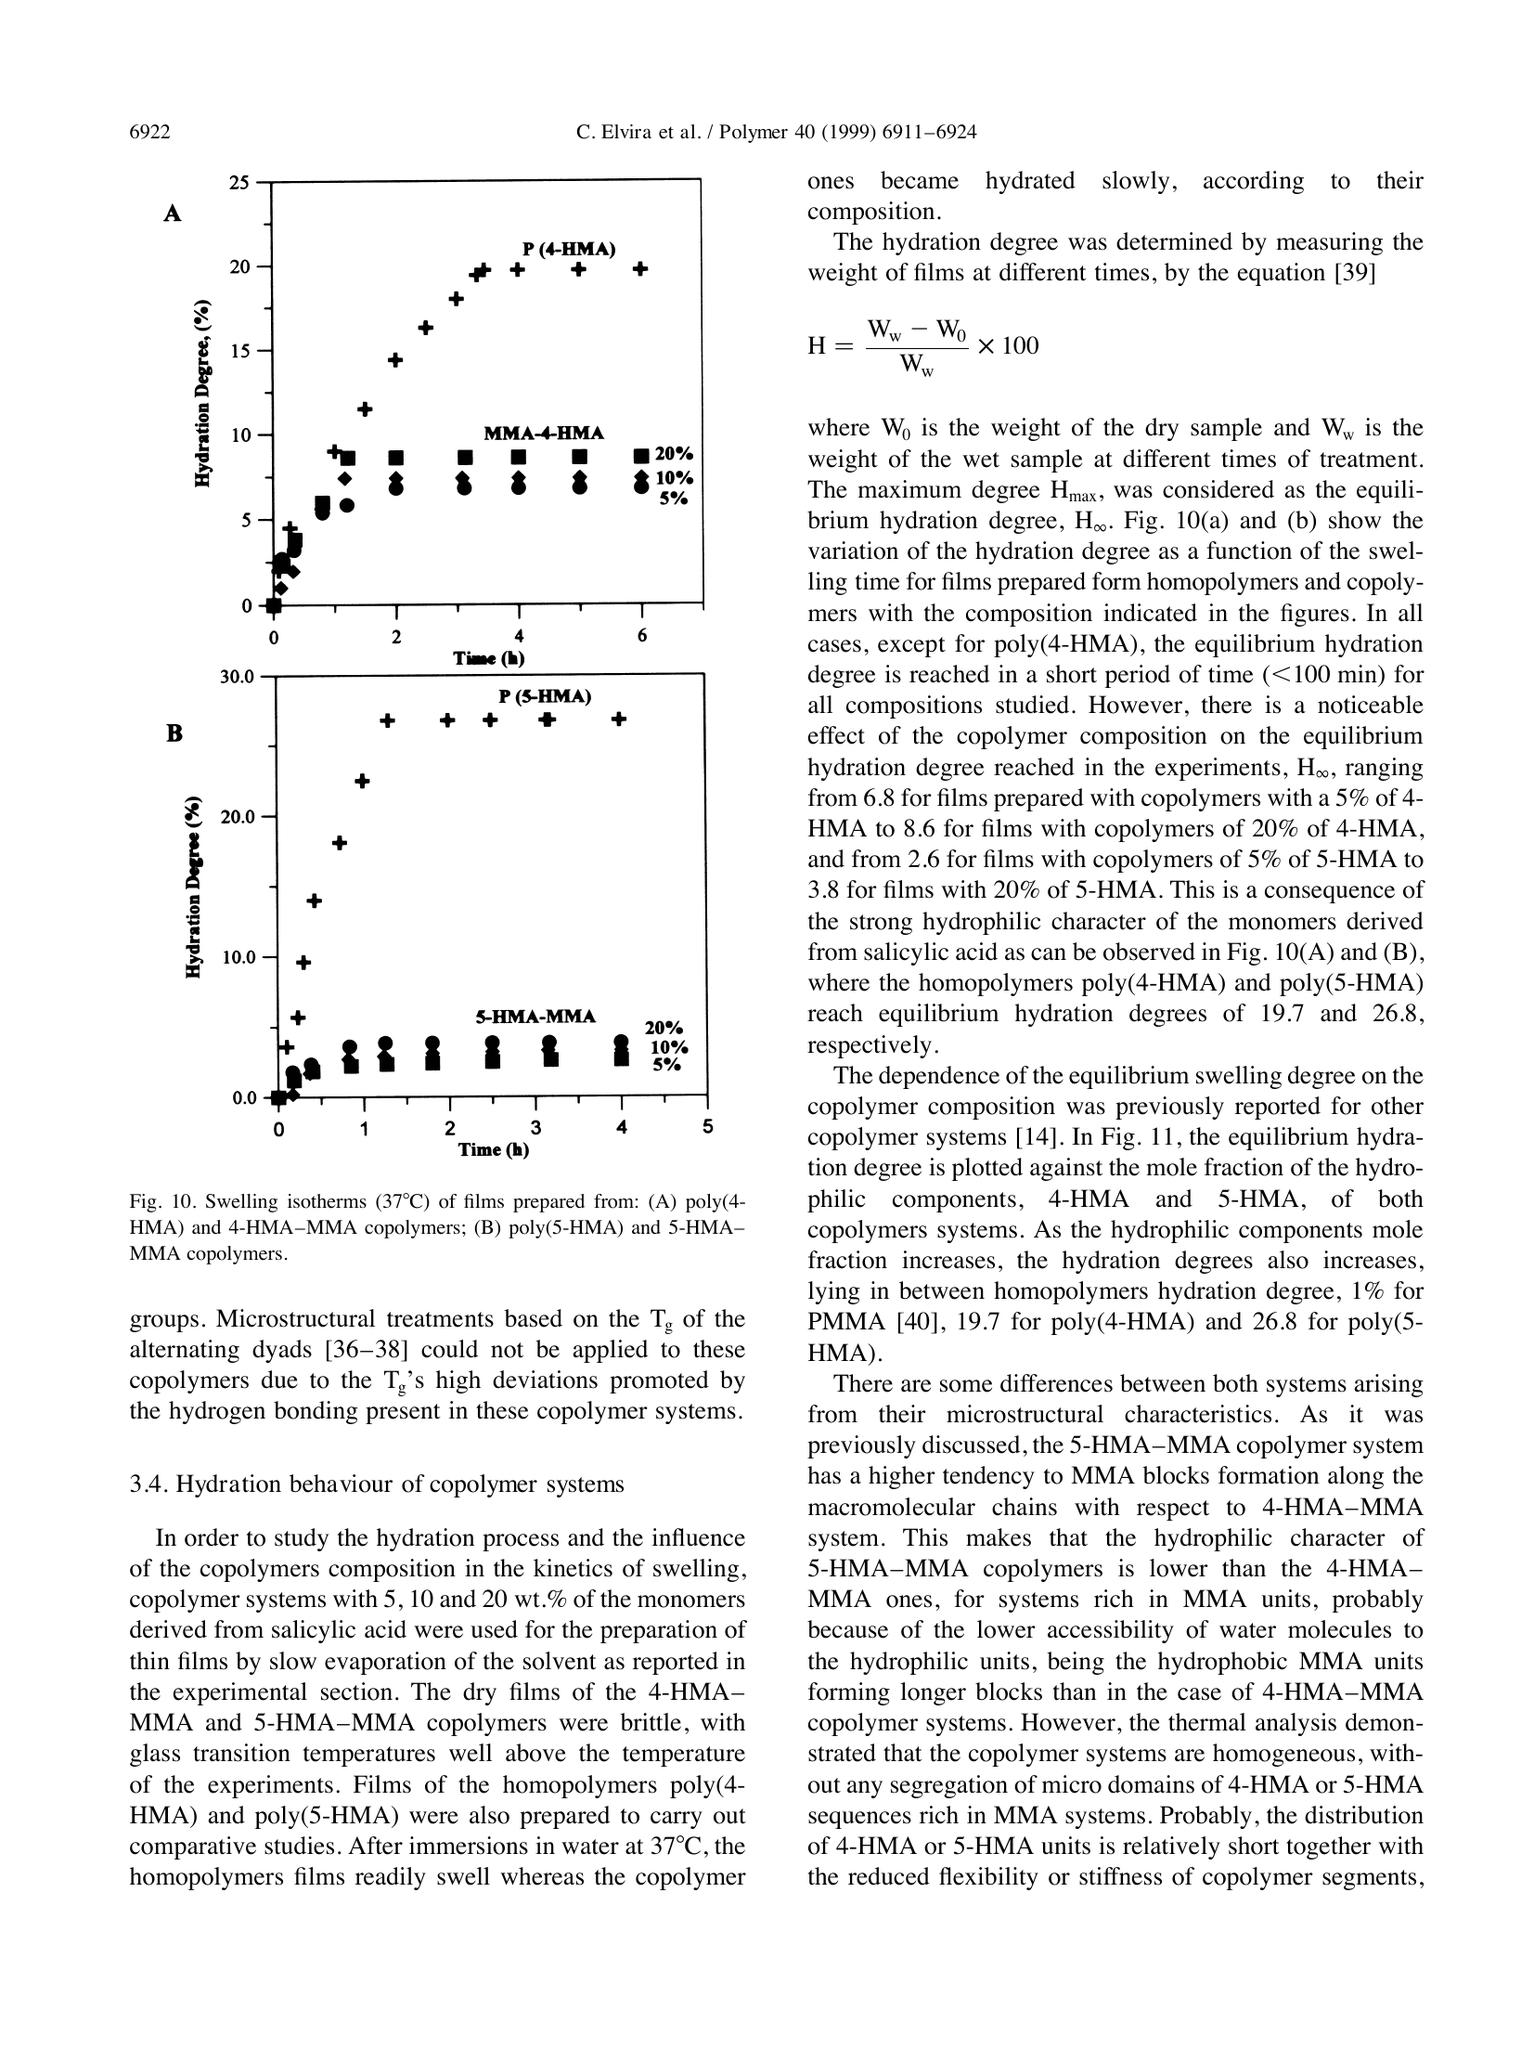 6922
C. Elvira et al. / Polymer 40 (1999) 6911–6924
A
25
20
15
10
5
0
Hydration Degree, (%)
P (4-HMA)
MMA-4-HMA
20%
10%
5%
0 2 4 6
Time (h)
B
30.0
20.0
10.0
0.0
Hydration Degree (%)
P (5-HMA)
5-HMA-MMA
20%
10%
5%
0 1 2 3 4 5
Time (h)
Fig. 10. Swelling isotherms (37°C) of films prepared from: (A) poly(4-
HMA) and 4-HMA–MMA copolymers; (B) poly(5-HMA) and 5-HMA–
MMA copolymers.
groups. Microstructural treatments based on the Tg of the
alternating dyads [36–38] could not be applied to these
copolymers due to the Tg's high deviations promoted by
the hydrogen bonding present in these copolymer systems.
3.4. Hydration behaviour of copolymer systems
In order to study the hydration process and the influence
of the copolymers composition in the kinetics of swelling,
copolymer systems with 5, 10 and 20 wt.% of the monomers
derived from salicylic acid were used for the preparation of
thin films by slow evaporation of the solvent as reported in
the experimental section. The dry films of the 4-HMA–
MMA and 5-HMA–MMA copolymers were brittle, with
glass transition temperatures well above the temperature
of the experiments. Films of the homopolymers poly(4-
HMA) and poly(5-HMA) were also prepared to carry out
comparative studies. After immersions in water at 37°C, the
homopolymers films readily swell whereas the copolymer
ones became hydrated slowly, according to their
composition.
The hydration degree was determined by measuring the
weight of films at different times, by the equation [39]
H = (Ww − W0) / Ww × 100
where W0 is the weight of the dry sample and Ww is the
weight of the wet sample at different times of treatment.
The maximum degree Hmax, was considered as the equili-
brium hydration degree, H∞. Fig. 10(a) and (b) show the
variation of the hydration degree as a function of the swel-
ling time for films prepared form homopolymers and copoly-
mers with the composition indicated in the figures. In all
cases, except for poly(4-HMA), the equilibrium hydration
degree is reached in a short period of time (<100 min) for
all compositions studied. However, there is a noticeable
effect of the copolymer composition on the equilibrium
hydration degree reached in the experiments, H∞, ranging
from 6.8 for films prepared with copolymers with a 5% of 4-
HMA to 8.6 for films with copolymers of 20% of 4-HMA,
and from 2.6 for films with copolymers of 5% of 5-HMA to
3.8 for films with 20% of 5-HMA. This is a consequence of
the strong hydrophilic character of the monomers derived
from salicylic acid as can be observed in Fig. 10(A) and (B),
where the homopolymers poly(4-HMA) and poly(5-HMA)
reach equilibrium hydration degrees of 19.7 and 26.8,
respectively.
The dependence of the equilibrium swelling degree on the
copolymer composition was previously reported for other
copolymer systems [14]. In Fig. 11, the equilibrium hydra-
tion degree is plotted against the mole fraction of the hydro-
philic components, 4-HMA and 5-HMA, of both
copolymers systems. As the hydrophilic components mole
fraction increases, the hydration degrees also increases,
lying in between homopolymers hydration degree, 1% for
PMMA [40], 19.7 for poly(4-HMA) and 26.8 for poly(5-
HMA).
There are some differences between both systems arising
from their microstructural characteristics. As it was
previously discussed, the 5-HMA–MMA copolymer system
has a higher tendency to MMA blocks formation along the
macromolecular chains with respect to 4-HMA–MMA
system. This makes that the hydrophilic character of
5-HMA–MMA copolymers is lower than the 4-HMA–
MMA ones, for systems rich in MMA units, probably
because of the lower accessibility of water molecules to
the hydrophilic units, being the hydrophobic MMA units
forming longer blocks than in the case of 4-HMA–MMA
copolymer systems. However, the thermal analysis demon-
strated that the copolymer systems are homogeneous, with-
out any segregation of micro domains of 4-HMA or 5-HMA
sequences rich in MMA systems. Probably, the distribution
of 4-HMA or 5-HMA units is relatively short together with
the reduced flexibility or stiffness of copolymer segments,